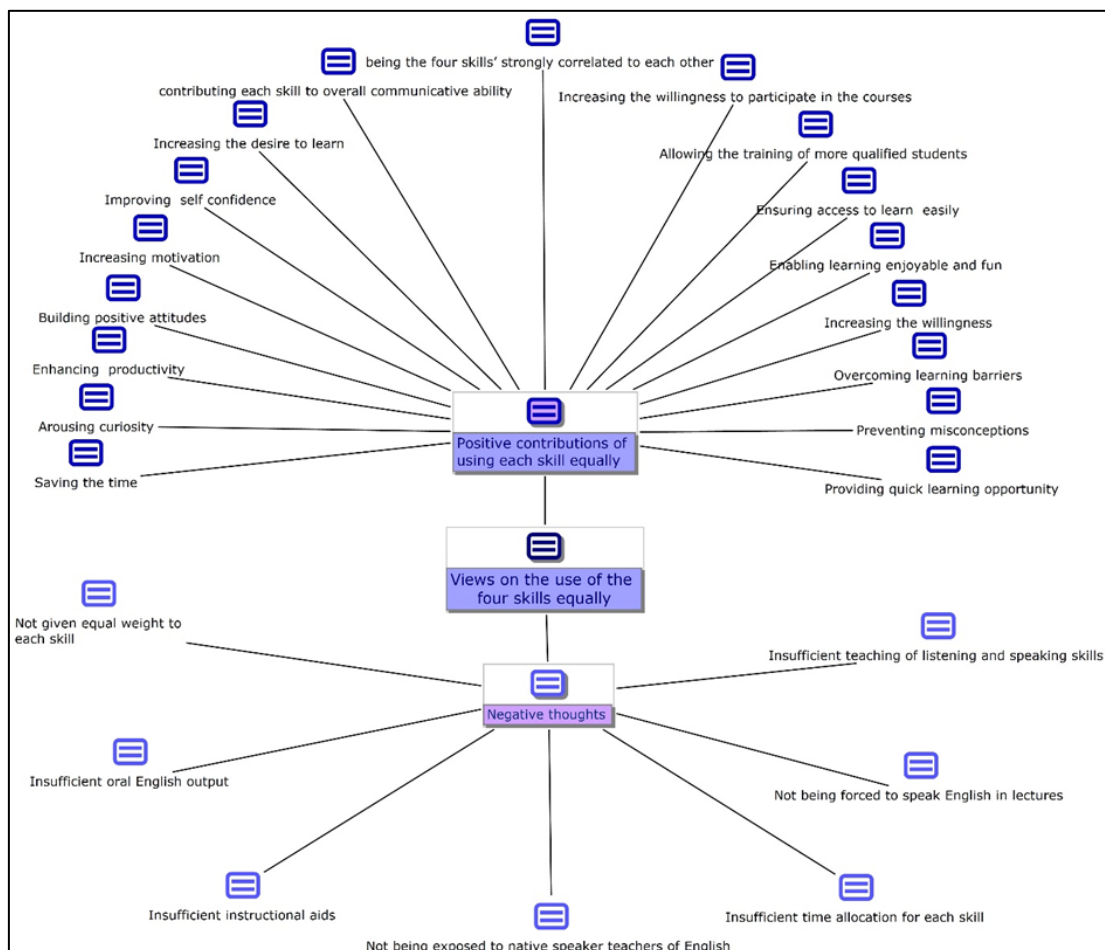 being the four skills' strongly correlated to each other
contributing each skill to overall communicative ability
Increasing the willingness to participate in the courses
Increasing the desire to learn
Allowing the training of more qualified students
Improving self confidence
Ensuring access to learn easily
Increasing motivation
Enabling learning enjoyable and fun
Building positive attitudes
Increasing the willingness
Enhancing productivity
Overcoming learning barriers
Arousing curiosity
Preventing misconceptions
Positive contributions of
using each skill equally
Saving the time
Providing quick learning opportunity
Views on the use of the
four skills equally
Not given equal weight to
each skill
Insufficient teaching of listening and speaking skills
Negative thoughts
Insufficient oral English output
Not being forced to speak English in lectures
Insufficient instructional aids
Insufficient time allocation for each skill
Not being exposed to native speaker teachers of English